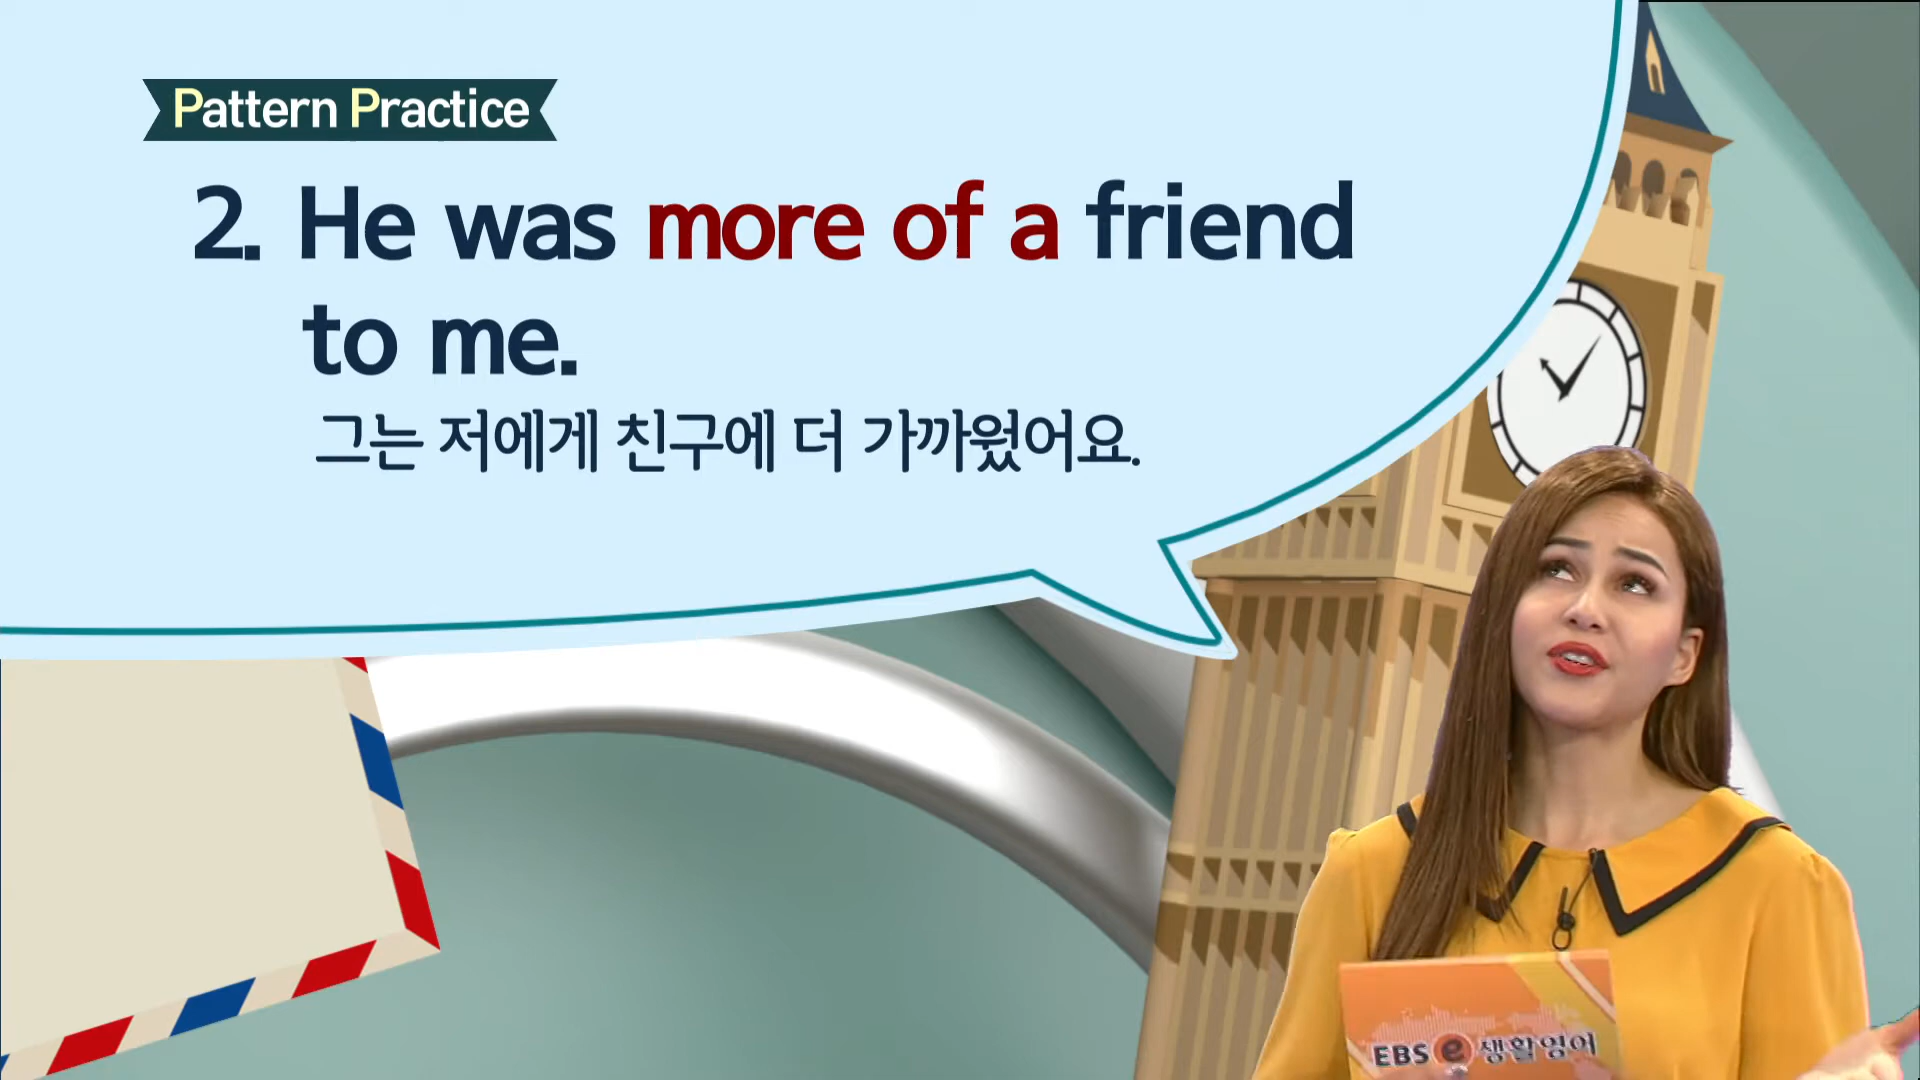 Pattern Practice
2. He was more of a friend
to me.
그는 저에게 친구에 더 가까웠어요.
EBS e 생활영어